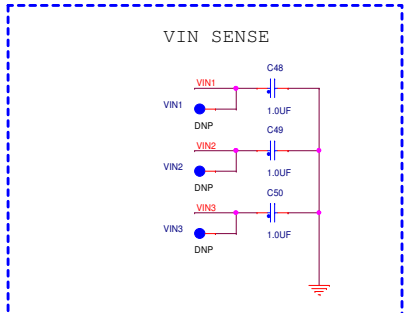 VIN SENSE
C48
VIN1
VIN1
1.0UF
DNP
C49
VIN2
VIN2
1.0UF
DNP
C50
VIN3
VIN3
1.0UF
DNP